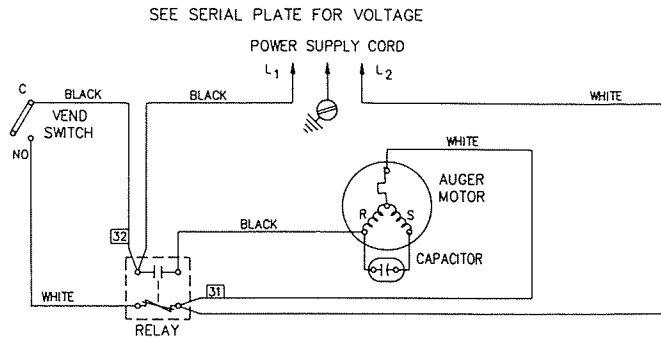 SEE SERIAL PLATE FOR VOLTAGE
POWER SUPPLY CORD
L1
L2
C
BLACK
BLACK
WHITE
VEND
SWITCH
NO
WHITE
AUGER
MOTOR
R
S
BLACK
32
CAPACITOR
WHITE
31
RELAY